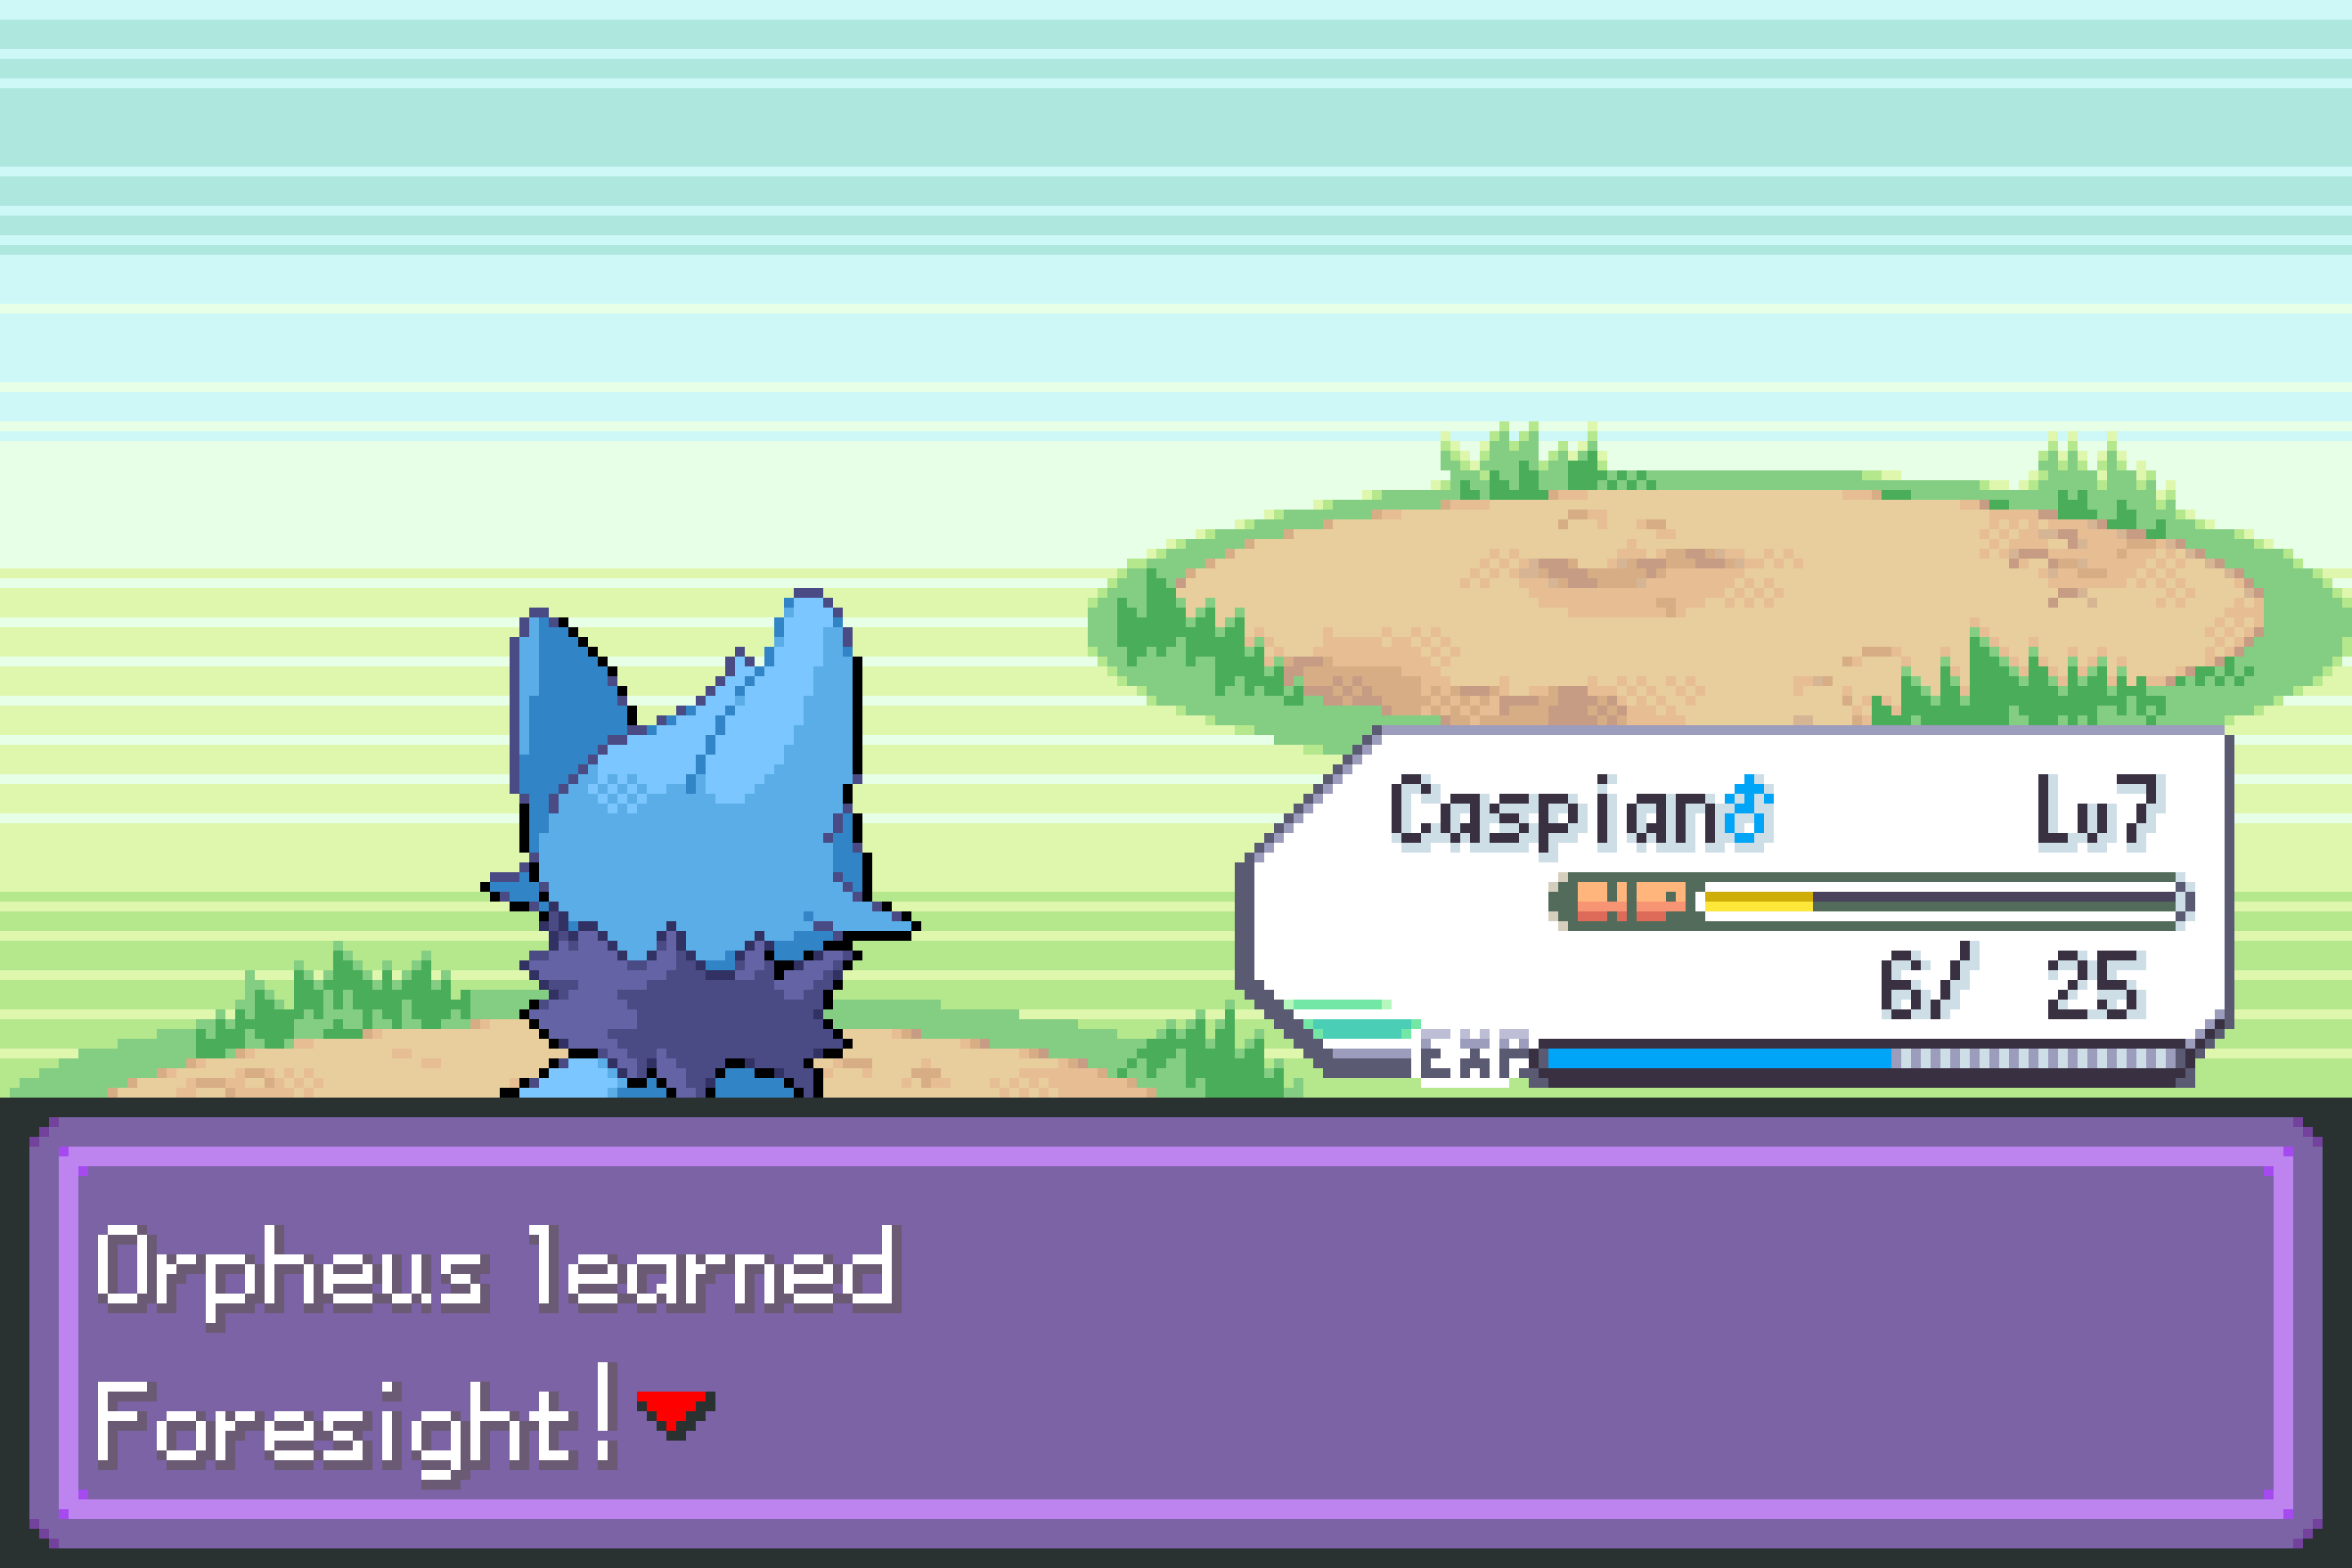 Caspian♂ Lv7
HP
6/ 25
EXP
Orpheus learned
Foresight!